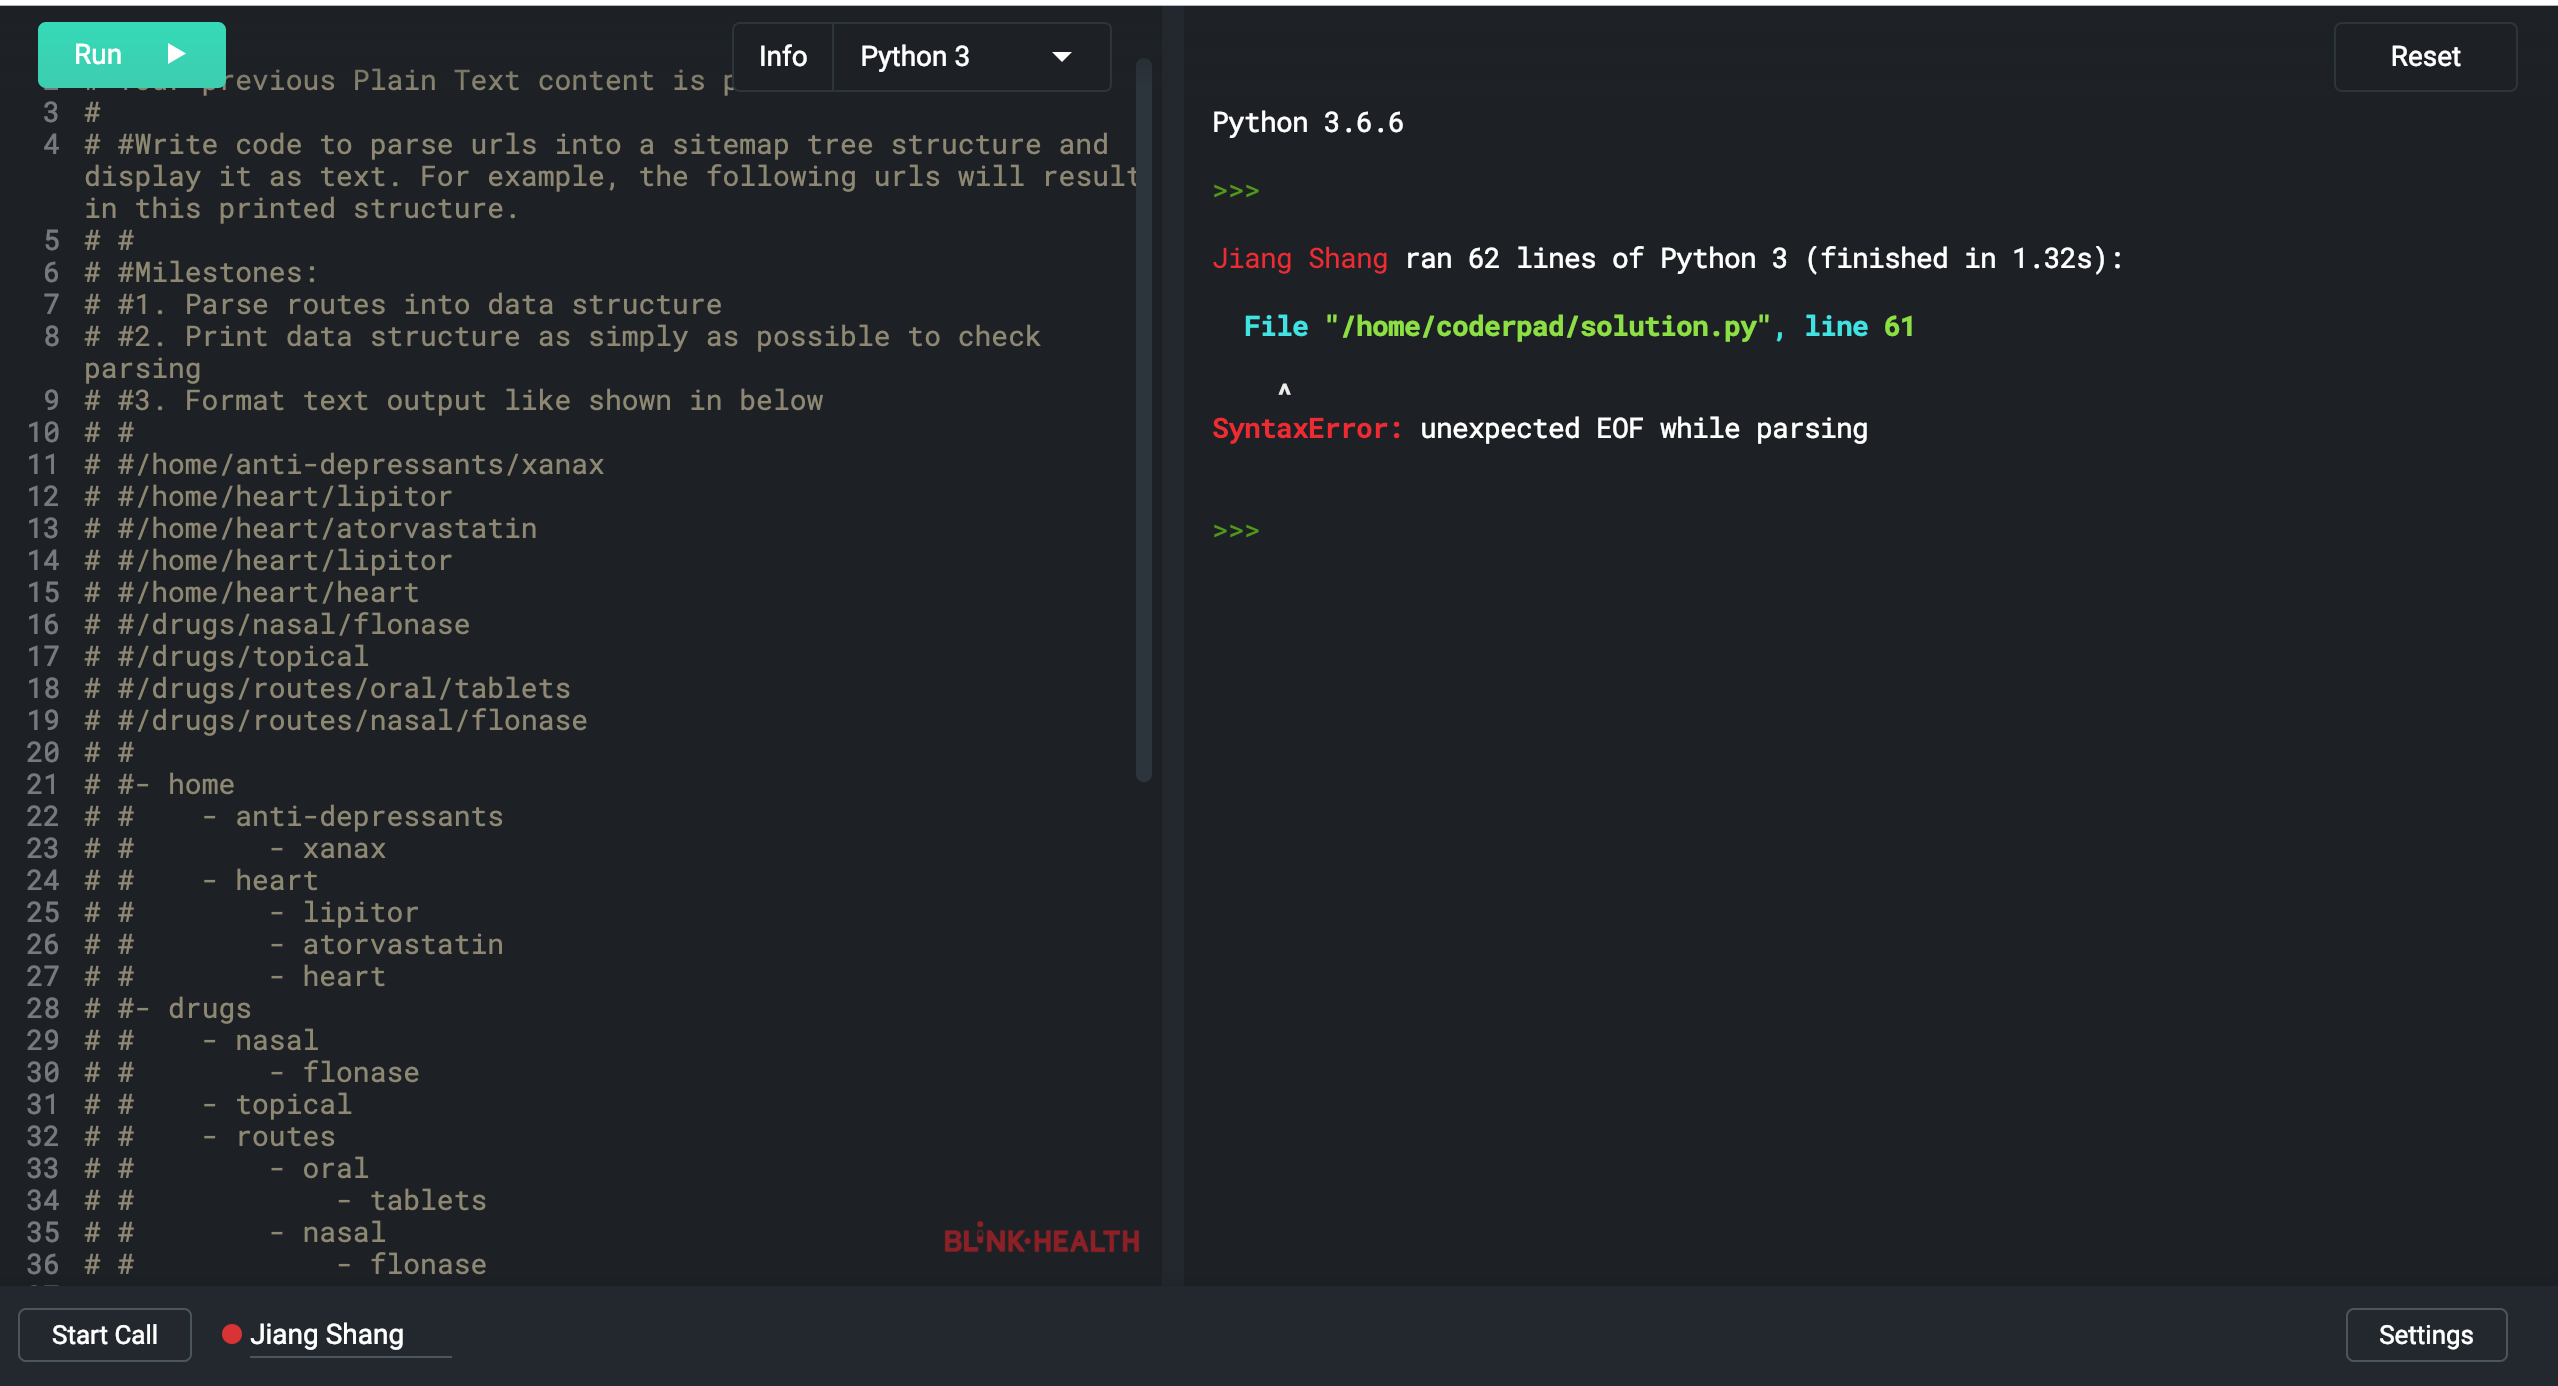 Run
Info
Python 3
Reset
2 # Your previous Plain Text content is p
3 #
4 # #Write code to parse urls into a sitemap tree structure and
display it as text. For example, the following urls will result
in this printed structure.
5 # #
6 # #Milestones:
7 # #1. Parse routes into data structure
8 # #2. Print data structure as simply as possible to check
parsing
9 # #3. Format text output like shown in below
10 # #
11 # #/home/anti-depressants/xanax
12 # #/home/heart/lipitor
13 # #/home/heart/atorvastatin
14 # #/home/heart/lipitor
15 # #/home/heart/heart
16 # #/drugs/nasal/flonase
17 # #/drugs/topical
18 # #/drugs/routes/oral/tablets
19 # #/drugs/routes/nasal/flonase
20 # #
21 # #- home
22 # #    - anti-depressants
23 # #        - xanax
24 # #    - heart
25 # #        - lipitor
26 # #        - atorvastatin
27 # #        - heart
28 # #- drugs
29 # #    - nasal
30 # #        - flonase
31 # #    - topical
32 # #    - routes
33 # #        - oral
34 # #            - tablets
35 # #        - nasal
36 # #            - flonase
BLINK·HEALTH
Python 3.6.6
>>>
Jiang Shang ran 62 lines of Python 3 (finished in 1.32s):
File "/home/coderpad/solution.py", line 61
^
SyntaxError: unexpected EOF while parsing
>>>
Start Call
Jiang Shang
Settings